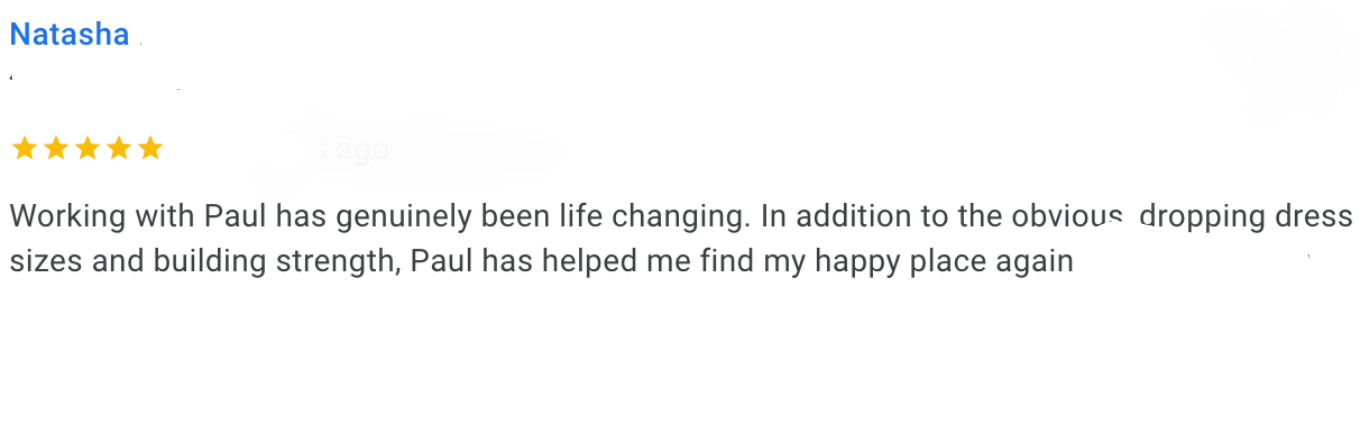 Natasha
ago
Working with Paul has genuinely been life changing. In addition to the obvious dropping dress
sizes and building strength, Paul has helped me find my happy place again